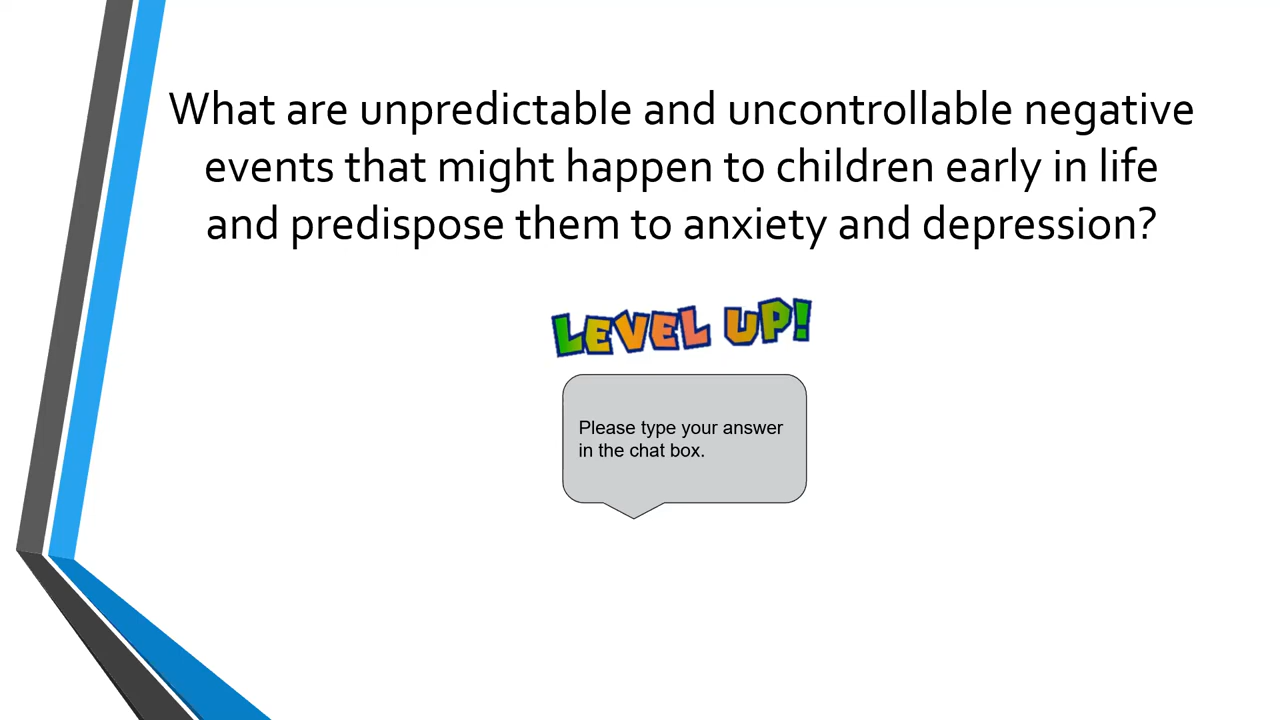 What are unpredictable and uncontrollable negative
events that might happen to children early in life
and predispose them to anxiety and depression?
LEVEL UP!
Please type your answer
in the chat box.